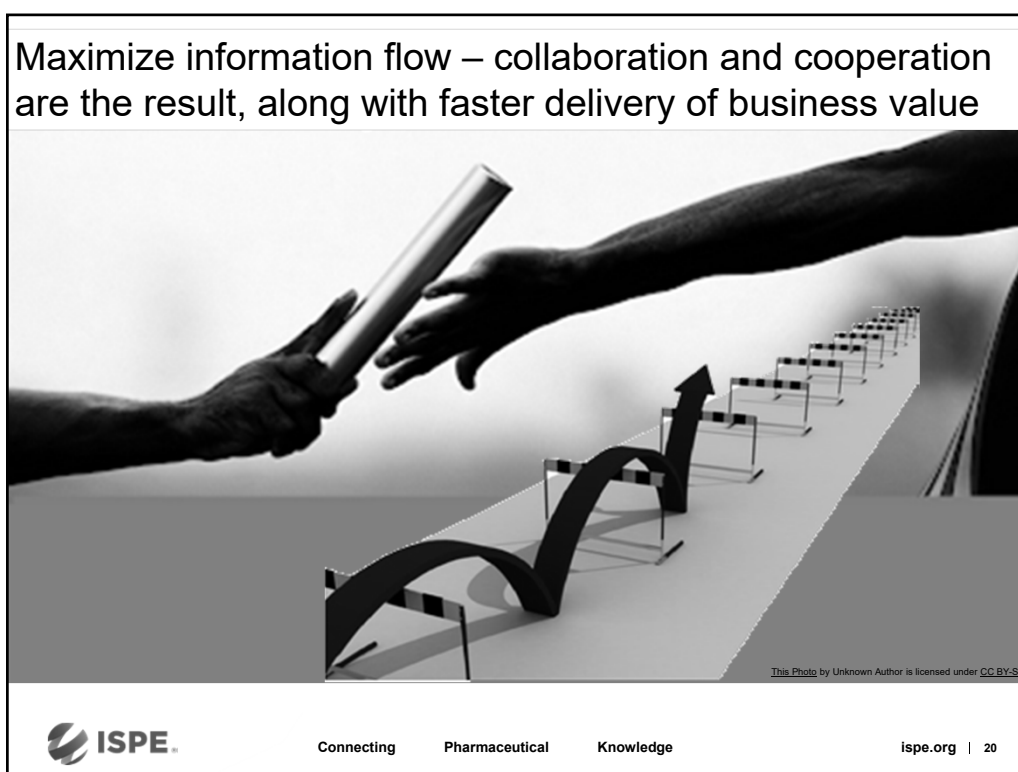 Maximize information flow – collaboration and cooperation
are the result, along with faster delivery of business value
This Photo by Unknown Author is licensed under CC BY-S
ISPE®
Connecting Pharmaceutical Knowledge
ispe.org | 20